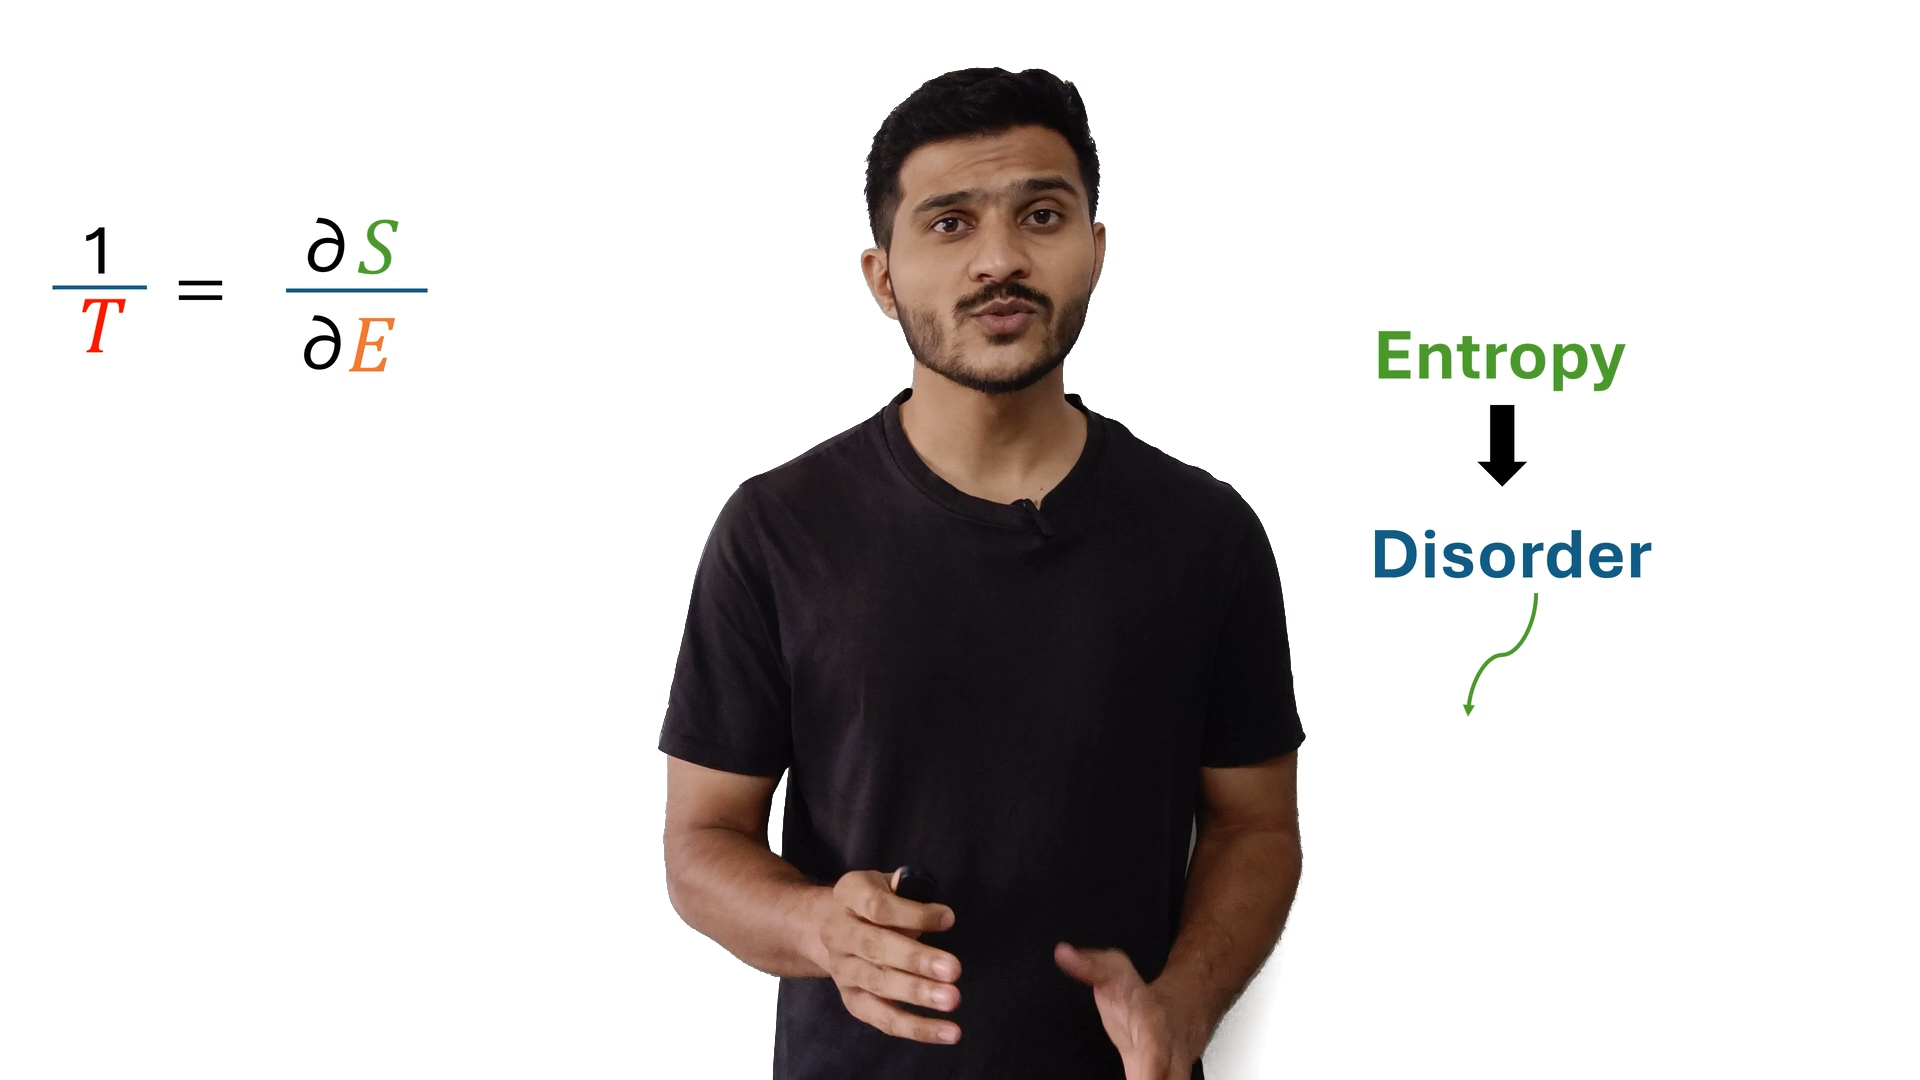 1/T = ∂S/∂E
Entropy
Disorder